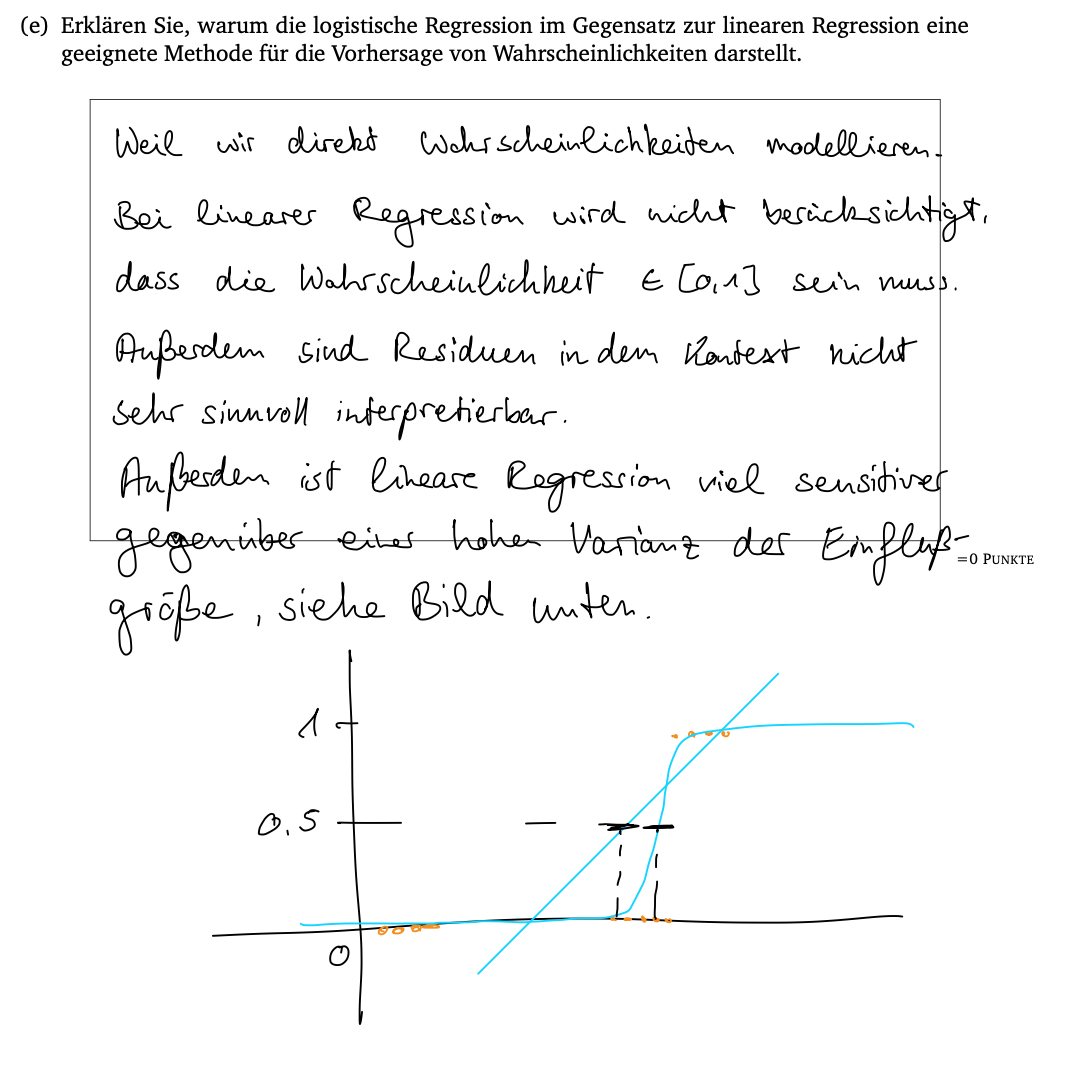 (e) Erklären Sie, warum die logistische Regression im Gegensatz zur linearen Regression eine
geeignete Methode für die Vorhersage von Wahrscheinlichkeiten darstellt.
Weil wir direkt Wahrscheinlichkeiten modellieren.
Bei linearer Regression wird nicht berücksichtigt,
dass die Wahrscheinlichkeit ∈ [0,1] sein muss.
Außerdem sind Residuen in dem Kontext nicht
sehr sinnvoll interpretierbar.
Außerdem ist lineare Regression viel sensitiver
gegenüber einer hohen Varianz der Einfluß-
=0 PUNKTE
größe, siehe Bild unten.
1
0.5
0